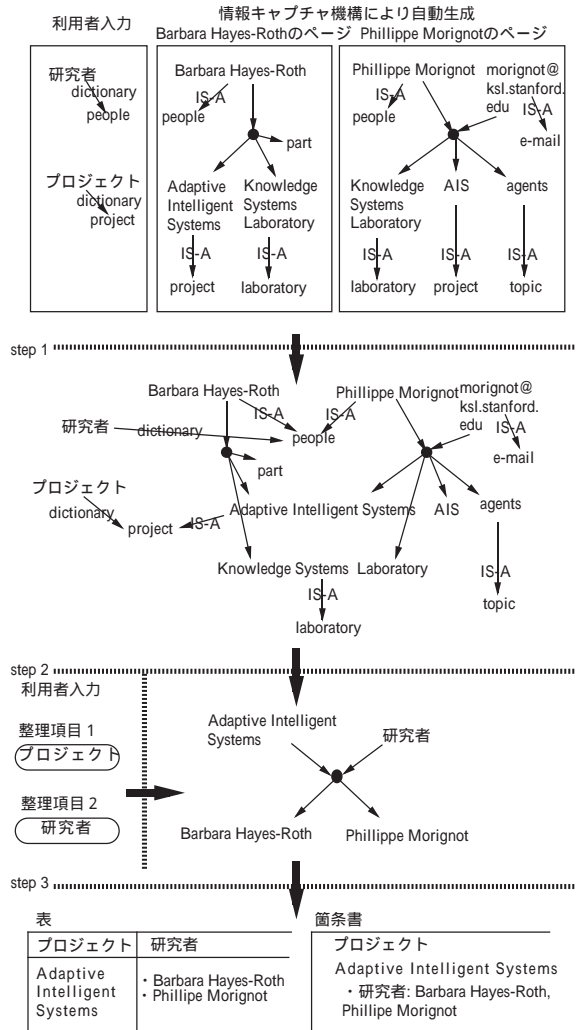 利用者入力
情報キャプチャ機構により自動生成
Barbara Hayes-Rothのページ
Phillippe Morignotのページ
研究者
dictionary
people
プロジェクト
dictionary
project
Barbara Hayes-Roth
IS-A
people
part
Adaptive
Intelligent
Systems
Knowledge
Systems
Laboratory
IS-A
IS-A
project
laboratory
Phillippe Morignot
morignot@
ksl.stanford.
edu
IS-A
people
IS-A
e-mail
Knowledge
Systems
Laboratory
AIS
agents
IS-A
IS-A
IS-A
laboratory
project
topic
step 1
Barbara Hayes-Roth
Phillippe Morignot
morignot@
ksl.stanford.
edu
IS-A
IS-A
IS-A
研究者
dictionary
people
e-mail
part
プロジェクト
dictionary
project
IS-A
Adaptive Intelligent Systems
AIS
agents
Knowledge Systems Laboratory
IS-A
IS-A
laboratory
topic
step 2
利用者入力
整理項目 1
プロジェクト
整理項目 2
研究者
Adaptive Intelligent
Systems
研究者
Barbara Hayes-Roth
Phillippe Morignot
step 3
表
プロジェクト
研究者
Adaptive
Intelligent
Systems
・Barbara Hayes-Roth
・Phillipe Morignot
箇条書
プロジェクト
Adaptive Intelligent Systems
・研究者: Barbara Hayes-Roth,
Phillipe Morignot